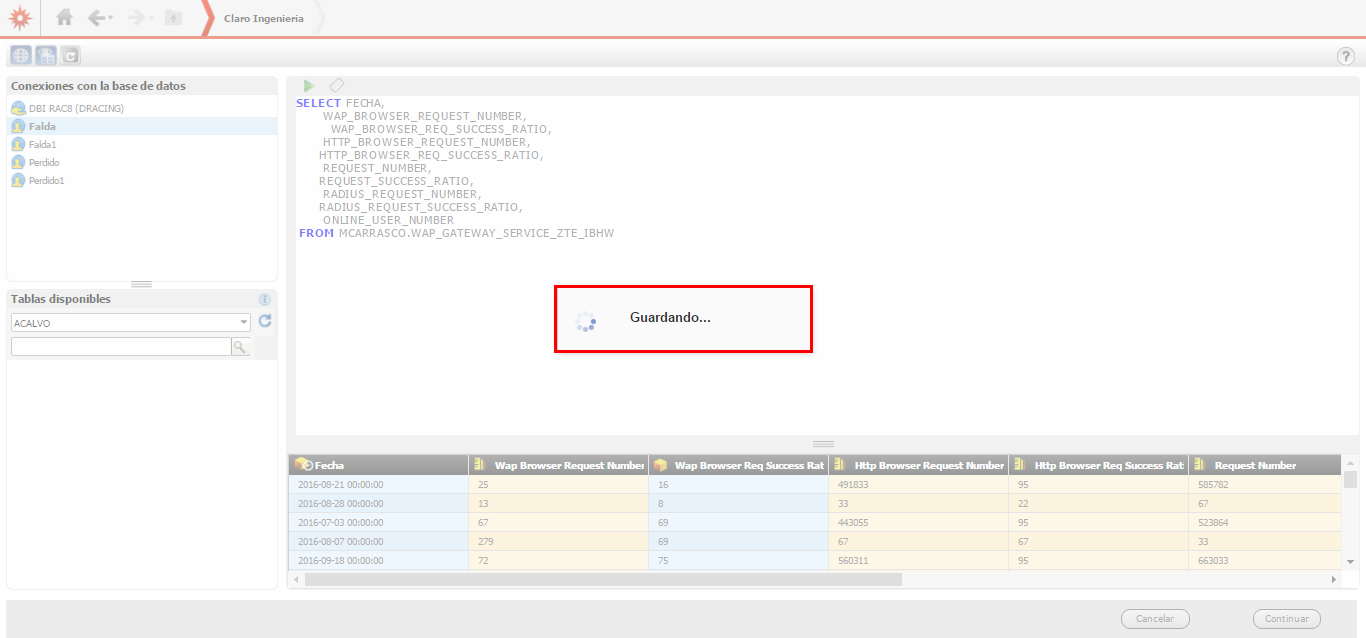 Claro Ingenieria
?
Conexiones con la base de datos
DBI RAC8 (DRACING)
Falda
Falda1
Perdido
Perdido1
Tablas disponibles
i
ACALVO
SELECT FECHA,
WAP_BROWSER_REQUEST_NUMBER,
WAP_BROWSER_REQ_SUCCESS_RATIO,
HTTP_BROWSER_REQUEST_NUMBER,
HTTP_BROWSER_REQ_SUCCESS_RATIO,
REQUEST_NUMBER,
REQUEST_SUCCESS_RATIO,
RADIUS_REQUEST_NUMBER,
RADIUS_REQUEST_SUCCESS_RATIO,
ONLINE_USER_NUMBER
FROM MCARRASCO.WAP_GATEWAY_SERVICE_ZTE_IBHW
Guardando...
Fecha Wap Browser Request Number Wap Browser Req Success Rat Http Browser Request Number Http Browser Req Success Rati Request Number
2016-08-21 00:00:00 25 16 491833 95 585782
2016-08-28 00:00:00 13 8 33 22 67
2016-07-03 00:00:00 67 69 443055 95 523864
2016-08-07 00:00:00 279 69 67 67 33
2016-09-18 00:00:00 72 75 560311 95 663033
Cancelar Continuar